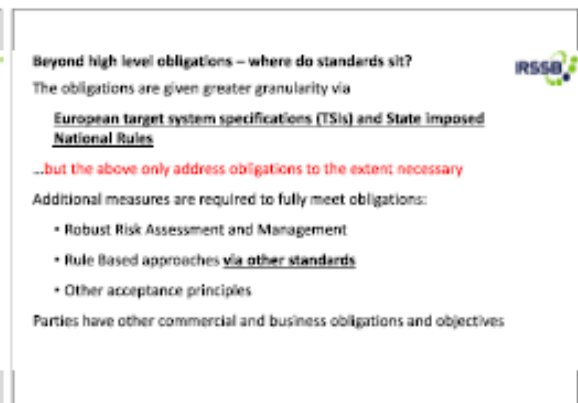 Beyond high level obligations – where do standards sit?
IRSSB
The obligations are given greater granularity via
European target system specifications (TSIs) and State imposed
National Rules
...but the above only address obligations to the extent necessary
Additional measures are required to fully meet obligations:
• Robust Risk Assessment and Management
• Rule Based approaches via other standards
• Other acceptance principles
Parties have other commercial and business obligations and objectives